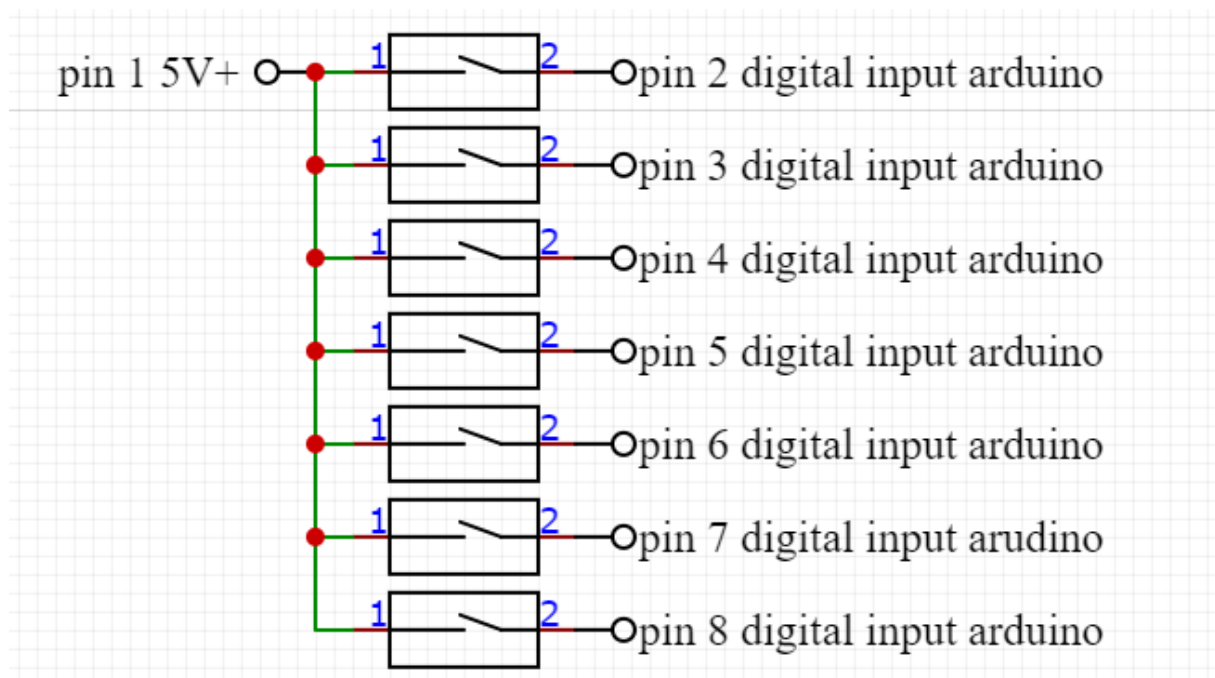 pin 1 5V+ 1 2 pin 2 digital input arduino
1 2 pin 3 digital input arduino
1 2 pin 4 digital input arduino
1 2 pin 5 digital input arduino
1 2 pin 6 digital input arduino
1 2 pin 7 digital input arudino
1 2 pin 8 digital input arduino